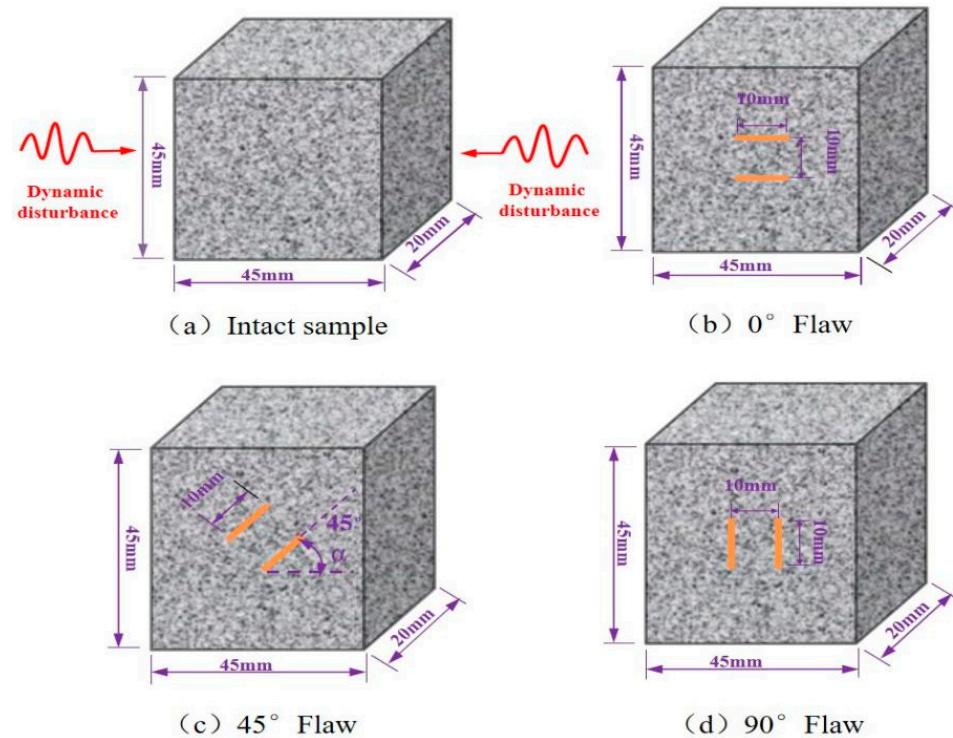 45mm
Dynamic
disturbance
45mm
20mm
Dynamic
disturbance
(a) Intact sample
45mm
10mm
10mm
45mm
20mm
(b) 0° Flaw
45mm
10mm
45°
α
45mm
20mm
(c) 45° Flaw
45mm
10mm
10mm
45mm
20mm
(d) 90° Flaw